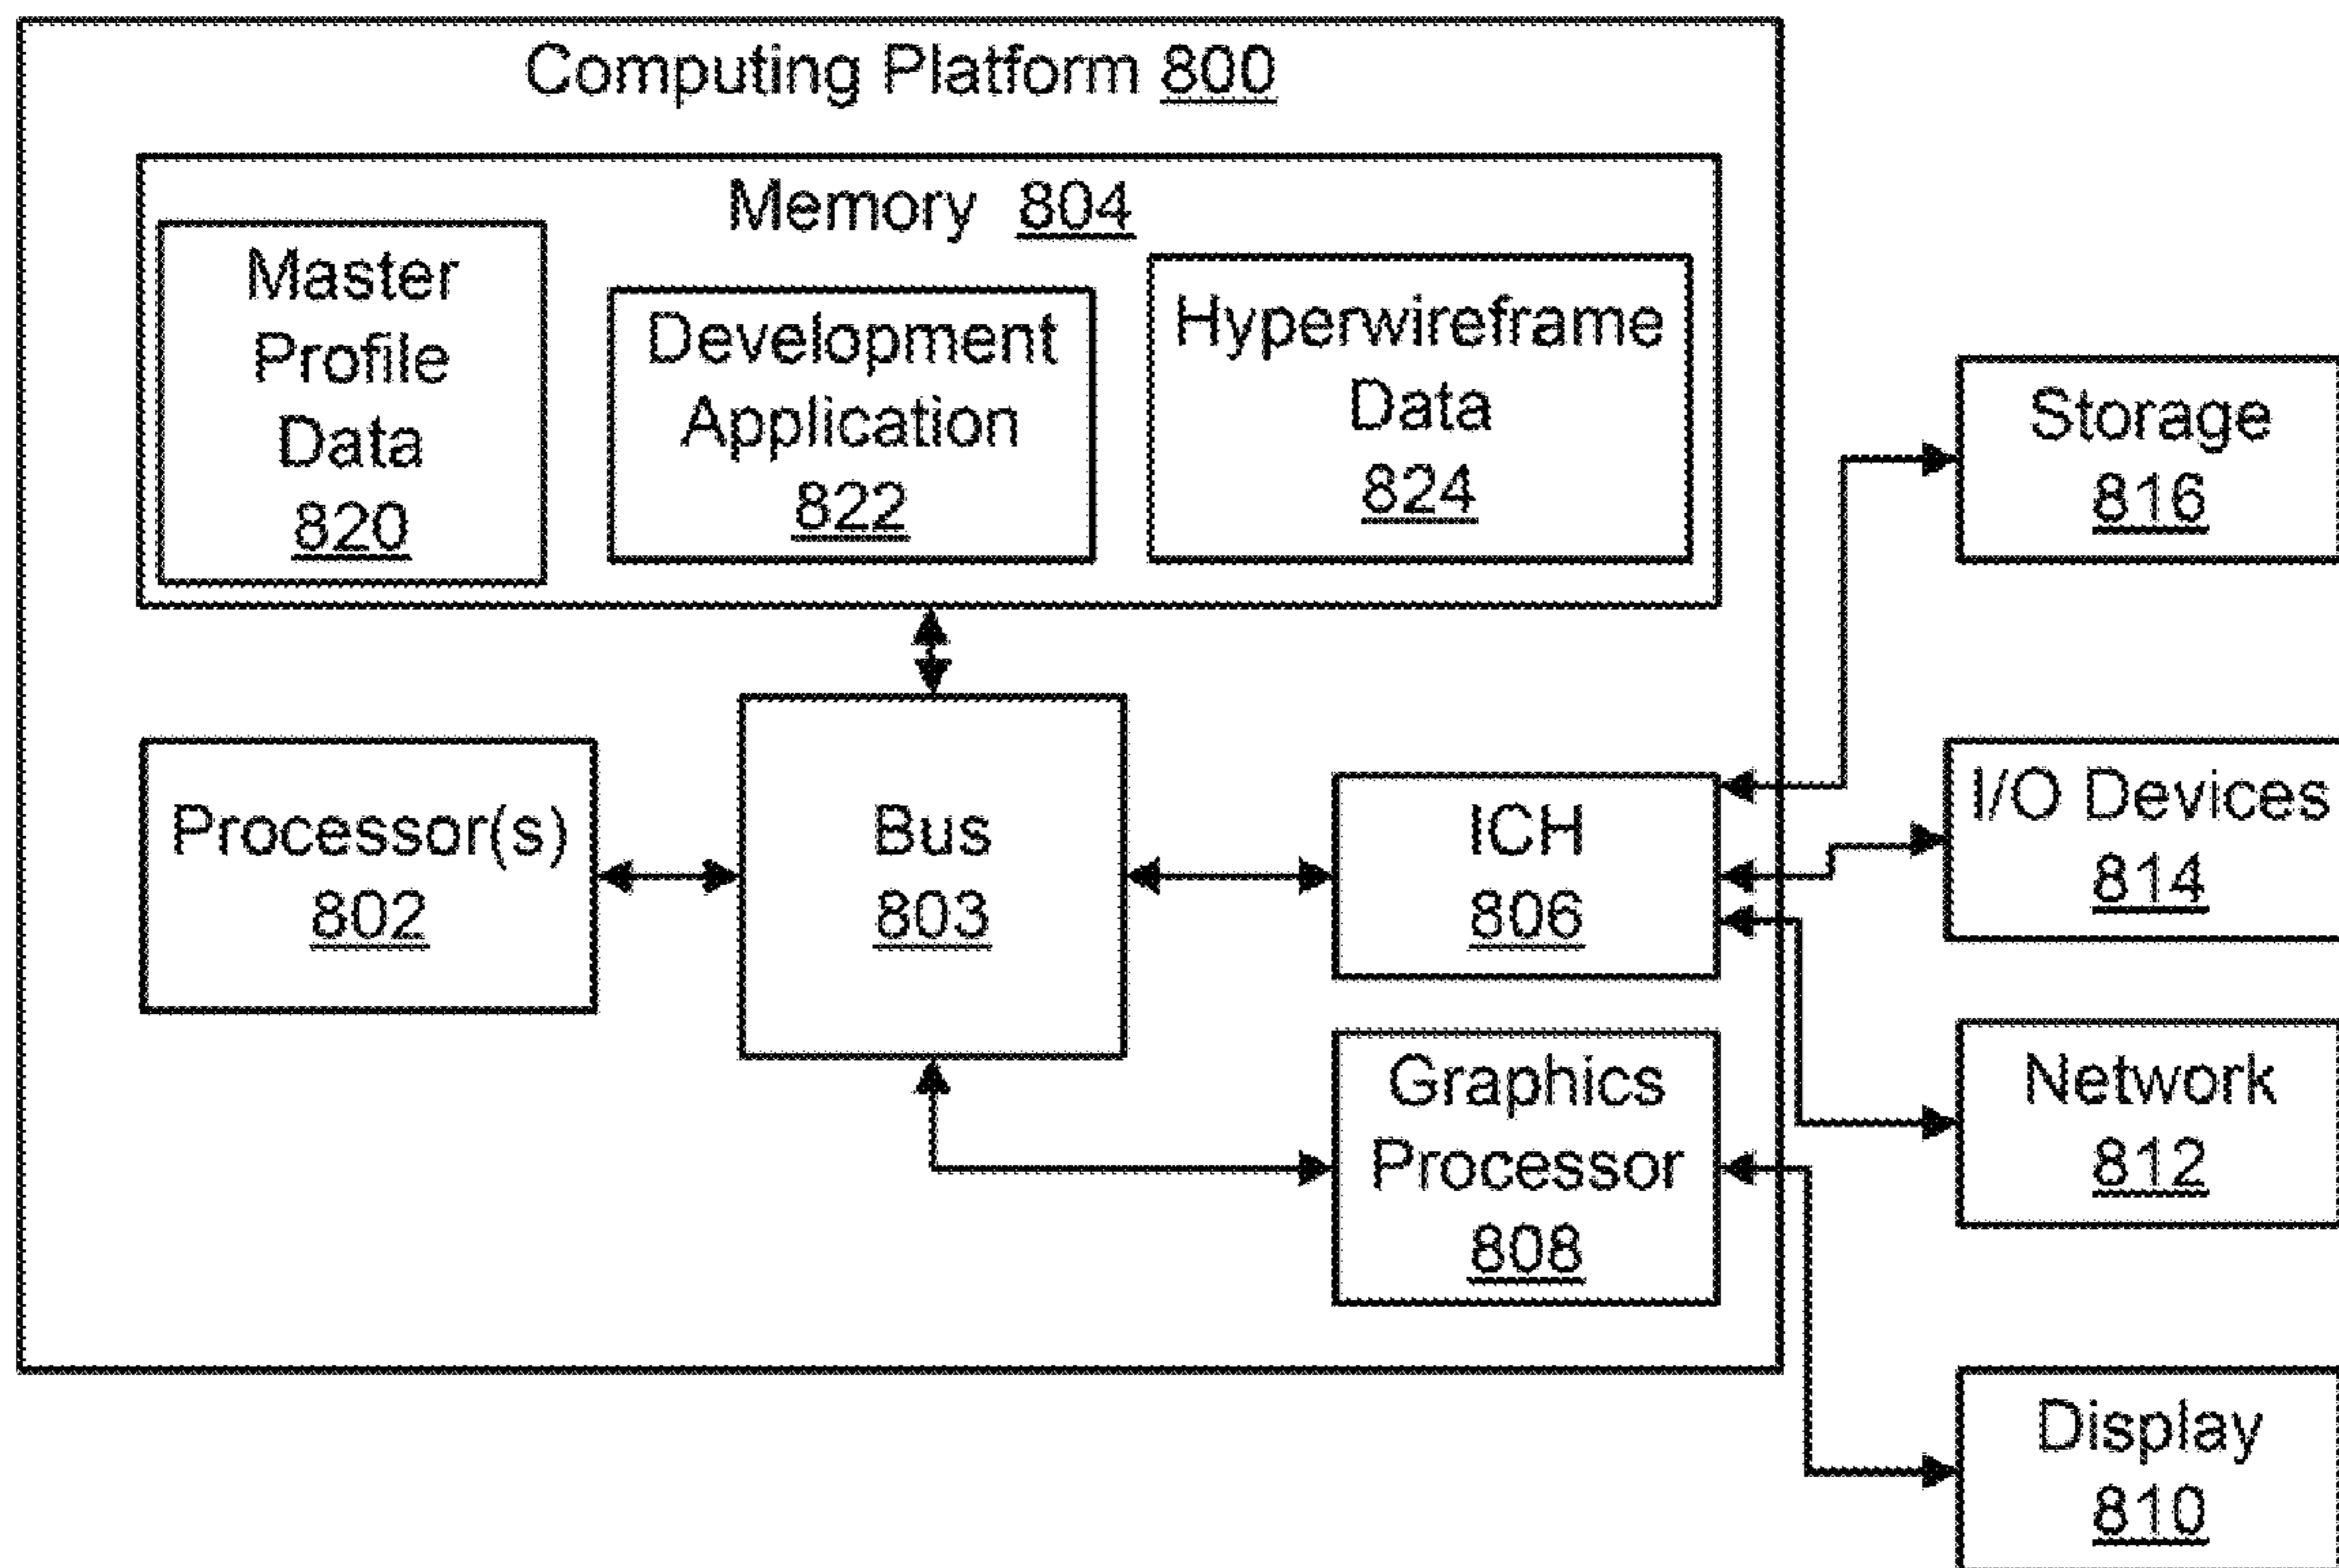 Computing Platform 800
Memory 804
Master
Profile
Data
820
Development
Application
822
Hyperwireframe
Data
824
Storage
816
Processor(s)
802
Bus
803
ICH
806
I/O Devices
814
Graphics
Processor
808
Network
812
Display
810